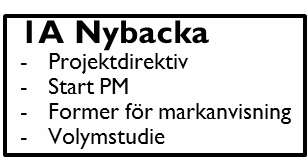 1A Nybacka
- Projektdirektiv
- Start PM
- Former för markanvisning
- Volymstudie